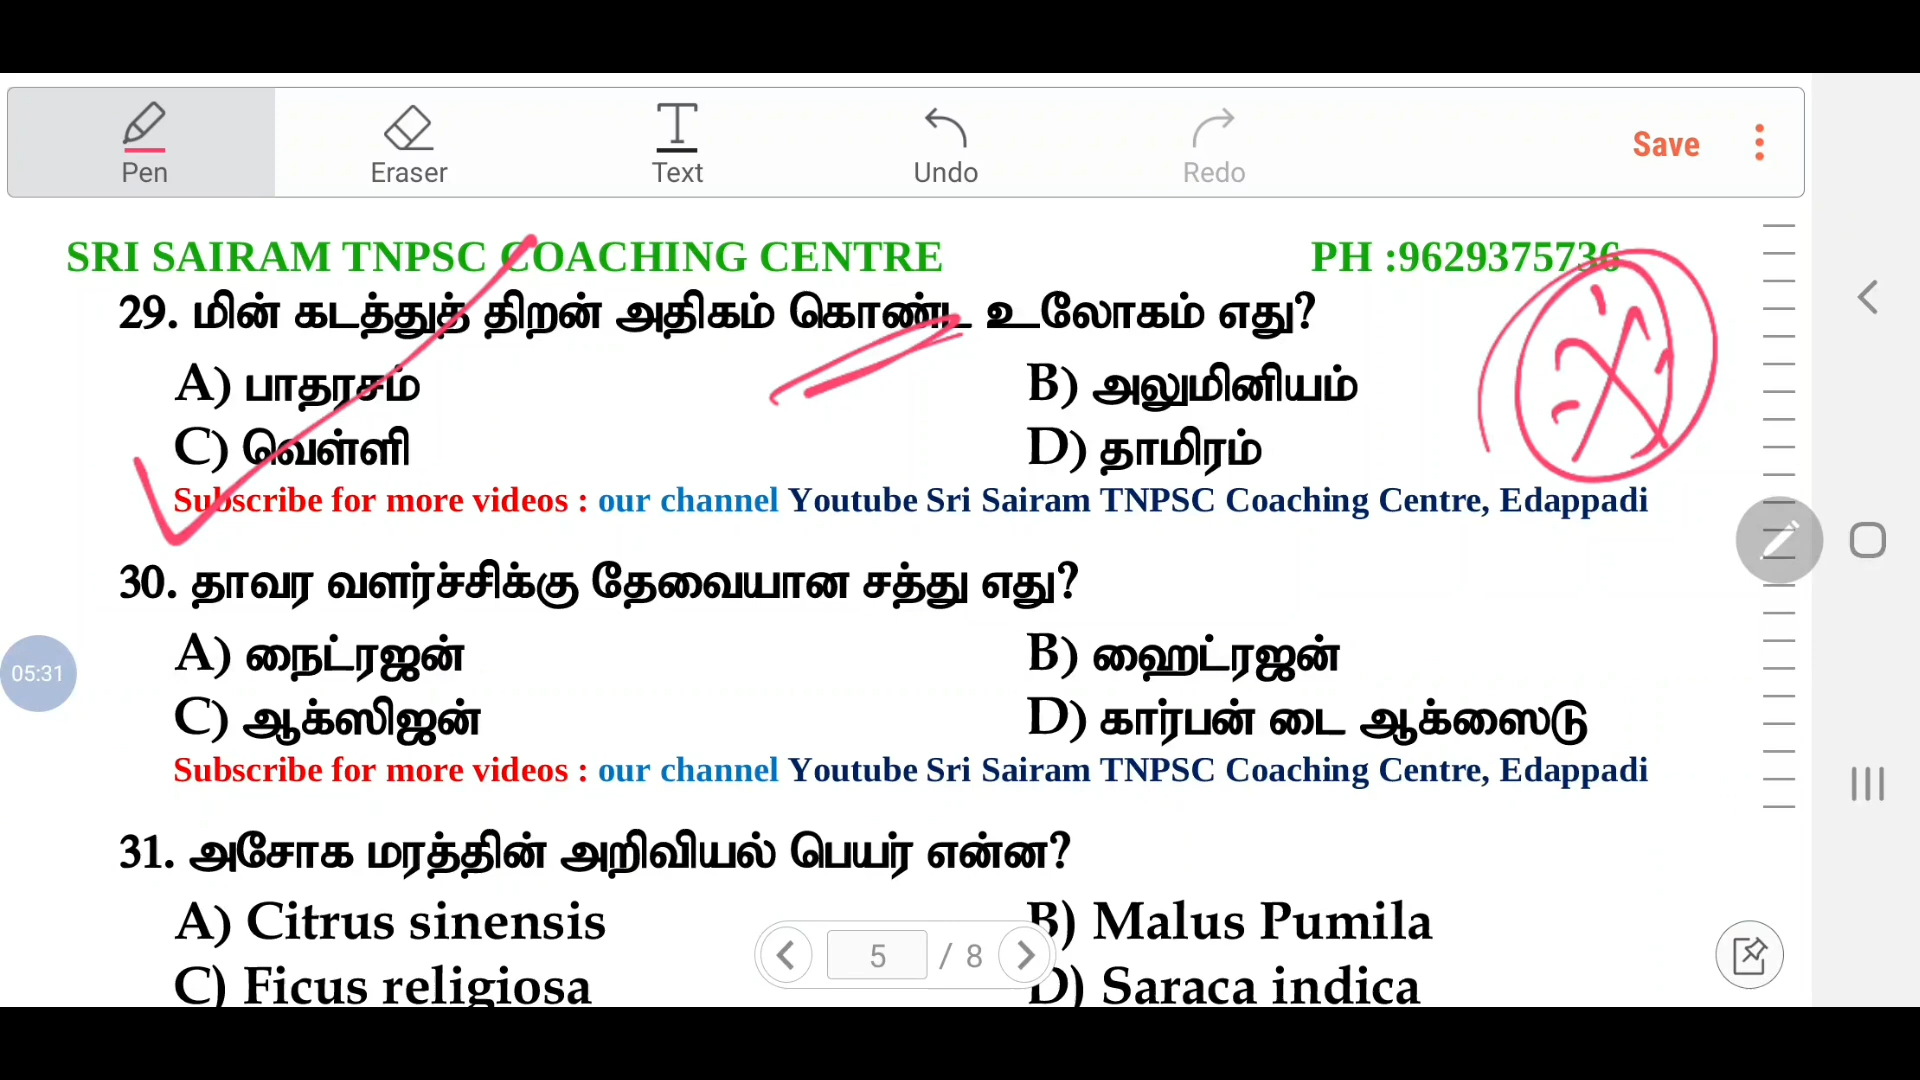 Pen Eraser Text Undo Redo Save
SRI SAIRAM TNPSC COACHING CENTRE PH :9629375736
29. மின் கடத்துத் திறன் அதிகம் கொண்ட உலோகம் எது?
A) பாதரசம் B) அலுமினியம்
C) வெள்ளி D) தாமிரம்
Subscribe for more videos : our channel Youtube Sri Sairam TNPSC Coaching Centre, Edappadi
30. தாவர வளர்ச்சிக்கு தேவையான சத்து எது?
A) நைட்ரஜன் B) ஹைட்ரஜன்
05:31
C) ஆக்ஸிஜன் D) கார்பன் டை ஆக்ஸைடு
Subscribe for more videos : our channel Youtube Sri Sairam TNPSC Coaching Centre, Edappadi
31. அசோக மரத்தின் அறிவியல் பெயர் என்ன?
A) Citrus sinensis B) Malus Pumila
5 / 8
C) Ficus religiosa D) Saraca indica